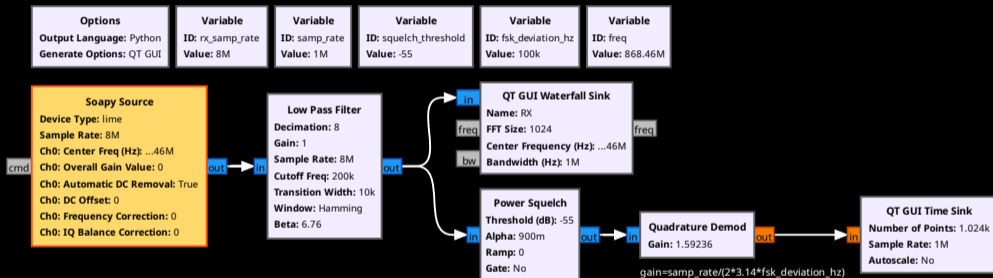 Options
Output Language: Python
Generate Options: QT GUI
Variable
ID: rx_samp_rate
Value: 8M
Variable
ID: samp_rate
Value: 1M
Variable
ID: squelch_threshold
Value: -55
Variable
ID: fsk_deviation_hz
Value: 100k
Variable
ID: freq
Value: 868.46M
Soapy Source
Device Type: lime
Sample Rate: 8M
Ch0: Center Freq (Hz): ...46M
Ch0: Overall Gain Value: 0
Ch0: Automatic DC Removal: True
Ch0: DC Offset: 0
Ch0: Frequency Correction: 0
Ch0: IQ Balance Correction: 0
cmd
out
in
Low Pass Filter
Decimation: 8
Gain: 1
Sample Rate: 8M
Cutoff Freq: 200k
Transition Width: 10k
Window: Hamming
Beta: 6.76
out
in
freq
bw
QT GUI Waterfall Sink
Name: RX
FFT Size: 1024
Center Frequency (Hz): ...46M
Bandwidth (Hz): 1M
freq
in
Power Squelch
Threshold (dB): -55
Alpha: 900m
Ramp: 0
Gate: No
out
in
Quadrature Demod
Gain: 1.59236
out
gain=samp_rate/(2*3.14*fsk_deviation_hz)
in
QT GUI Time Sink
Number of Points: 1.024k
Sample Rate: 1M
Autoscale: No